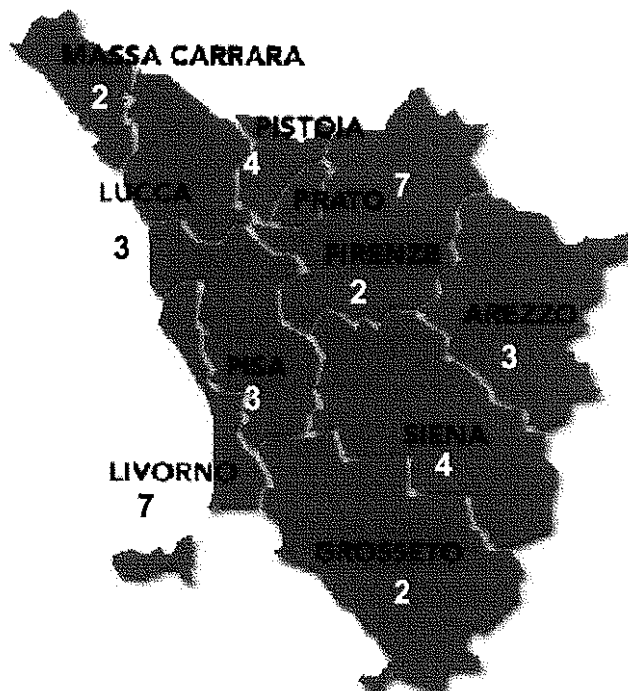 MASSA CARRARA
2
PISTOIA
4
LUCCA
3
PRATO
7
FIRENZE
2
AREZZO
3
PISA
3
SIENA
4
LIVORNO
7
GROSSETO
2